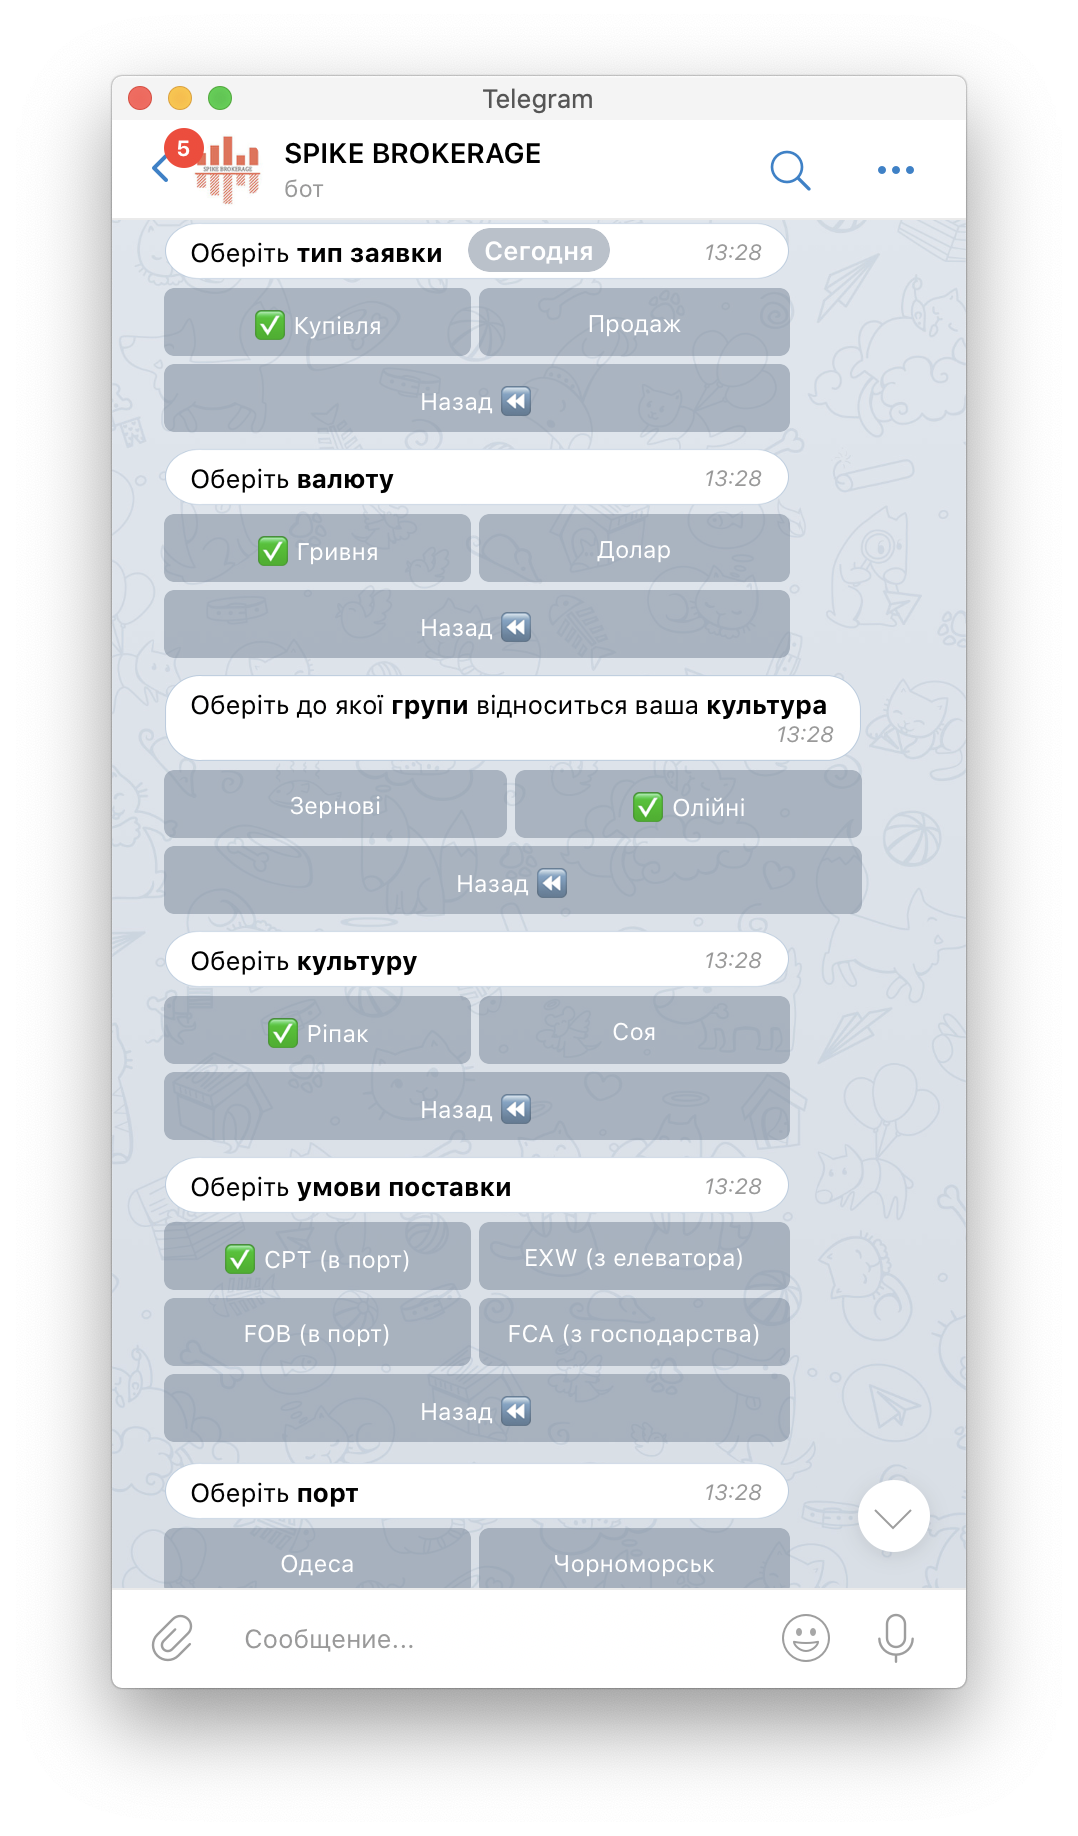 Telegram
5
SPIKE BROKERAGE
SPIKE BROKERAGE
бот
Оберіть тип заявки
Сегодня
13:28
✅ Купівля
Продаж
Назад ⏪
Оберіть валюту
13:28
✅ Гривня
Долар
Назад ⏪
Оберіть до якої групи відноситься ваша культура
13:28
Зернові
✅ Олійні
Назад ⏪
Оберіть культуру
13:28
✅ Ріпак
Соя
Назад ⏪
Оберіть умови поставки
13:28
✅ CPT (в порт)
EXW (з елеватора)
FOB (в порт)
FCA (з господарства)
Назад ⏪
Оберіть порт
13:28
Одеса
Чорноморськ
Сообщение...